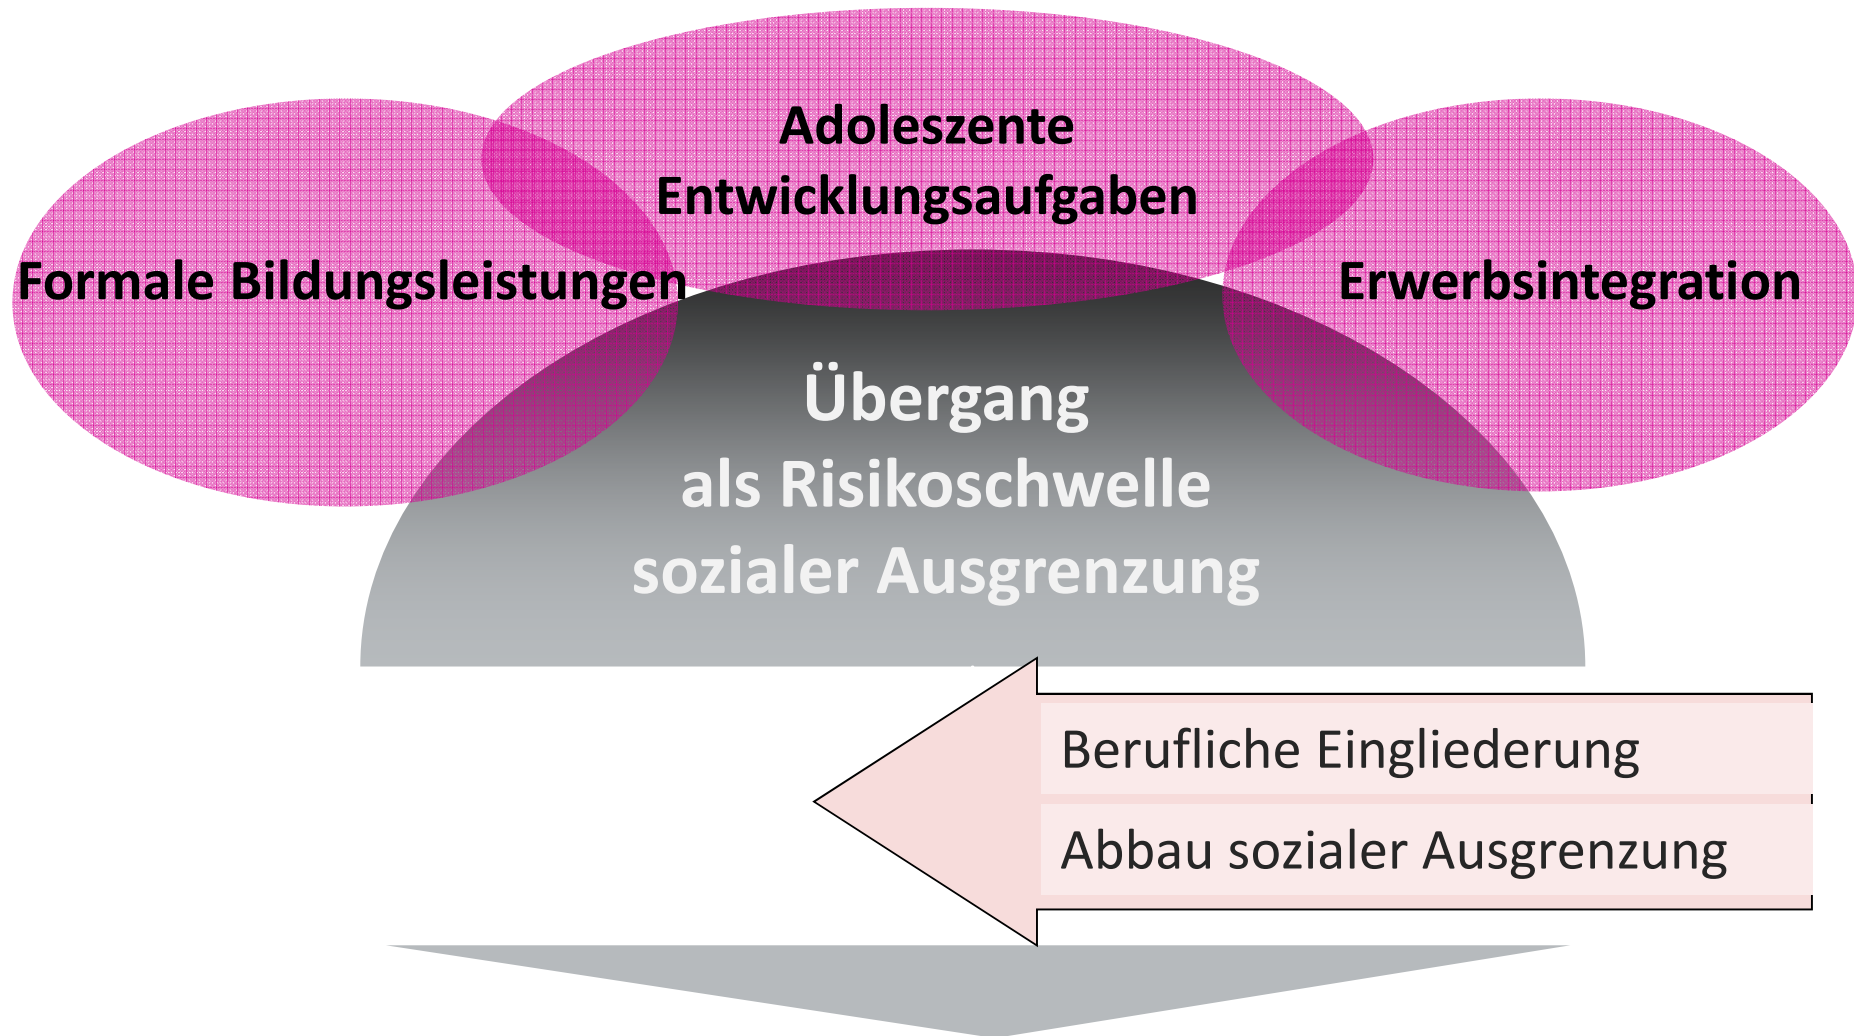 Adoleszente
Entwicklungsaufgaben
Formale Bildungsleistungen
Erwerbsintegration
Übergang
als Risikoschwelle
sozialer Ausgrenzung
Berufliche Eingliederung
Abbau sozialer Ausgrenzung